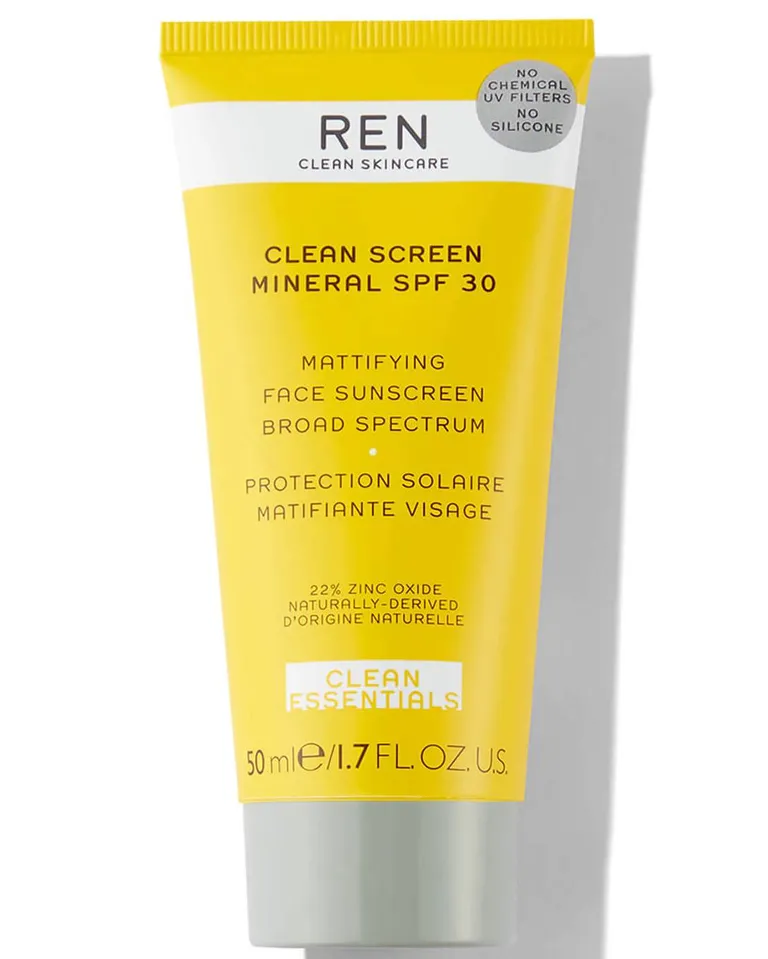 NO
CHEMICAL
UV FILTERS
NO
SILICONE
REN
CLEAN SKINCARE
CLEAN SCREEN
MINERAL SPF 30
MATTIFYING
FACE SUNSCREEN
BROAD SPECTRUM
•
PROTECTION SOLAIRE
MATIFIANTE VISAGE
22% ZINC OXIDE
NATURALLY-DERIVED
D'ORIGINE NATURELLE
CLEAN
ESSENTIALS
50 ml℮/1.7 FL. OZ. U.S.